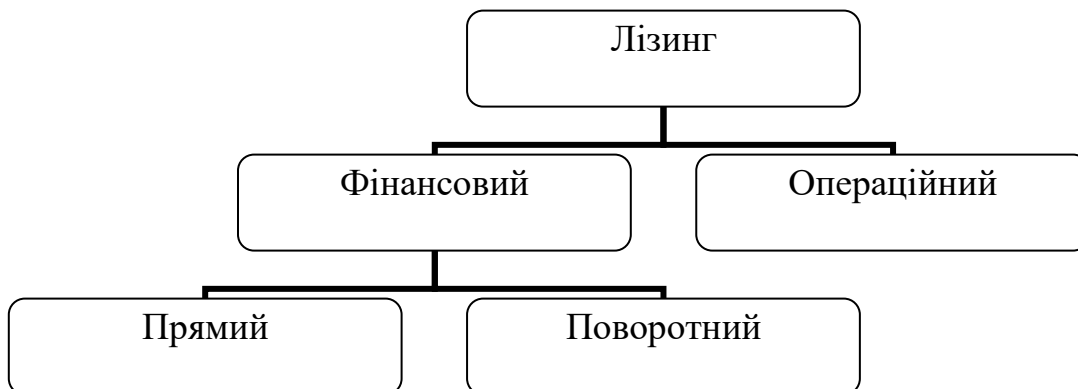 Лізинг
Фінансовий
Операційний
Прямий
Поворотний